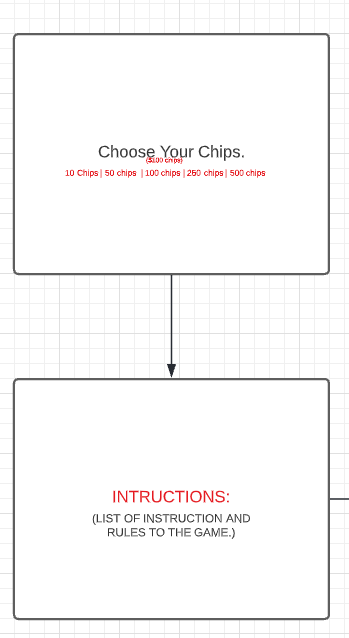 Choose Your Chips.
($100 chips)
10 Chips | 50 chips | 100 chips | 250 chips | 500 chips
INTRUCTIONS:
(LIST OF INSTRUCTION AND
RULES TO THE GAME.)